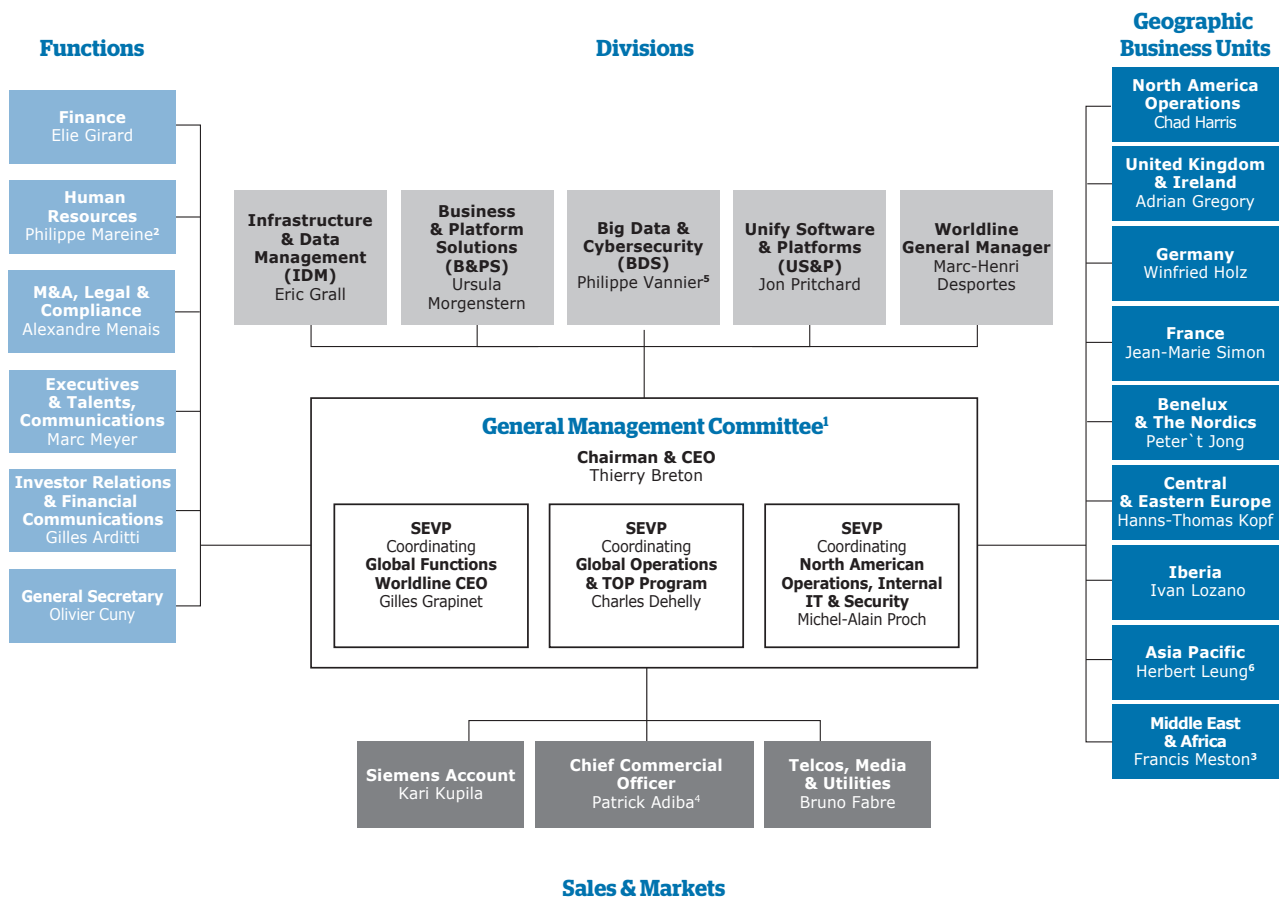 Functions
Finance
Elie Girard
Human
Resources
Philippe Mareine²
M&A, Legal &
Compliance
Alexandre Menais
Executives
& Talents,
Communications
Marc Meyer
Investor Relations
& Financial
Communications
Gilles Arditti
General Secretary
Olivier Cuny
Divisions
Infrastructure
& Data
Management
(IDM)
Eric Grall
Business
& Platform
Solutions
(B&PS)
Ursula
Morgenstern
Big Data &
Cybersecurity
(BDS)
Philippe Vannier⁵
Unify Software
& Platforms
(US&P)
Jon Pritchard
Worldline
General Manager
Marc-Henri
Desportes
General Management Committee¹
Chairman & CEO
Thierry Breton
SEVP
Coordinating
Global Functions
Worldline CEO
Gilles Grapinet
SEVP
Coordinating
Global Operations
& TOP Program
Charles Dehelly
SEVP
Coordinating
North American
Operations, Internal
IT & Security
Michel-Alain Proch
Siemens Account
Kari Kupila
Chief Commercial
Officer
Patrick Adiba⁴
Telcos, Media
& Utilities
Bruno Fabre
Sales & Markets
Geographic
Business Units
North America
Operations
Chad Harris
United Kingdom
& Ireland
Adrian Gregory
Germany
Winfried Holz
France
Jean-Marie Simon
Benelux
& The Nordics
Peter`t Jong
Central
& Eastern Europe
Hanns-Thomas Kopf
Iberia
Ivan Lozano
Asia Pacific
Herbert Leung⁶
Middle East
& Africa
Francis Meston³